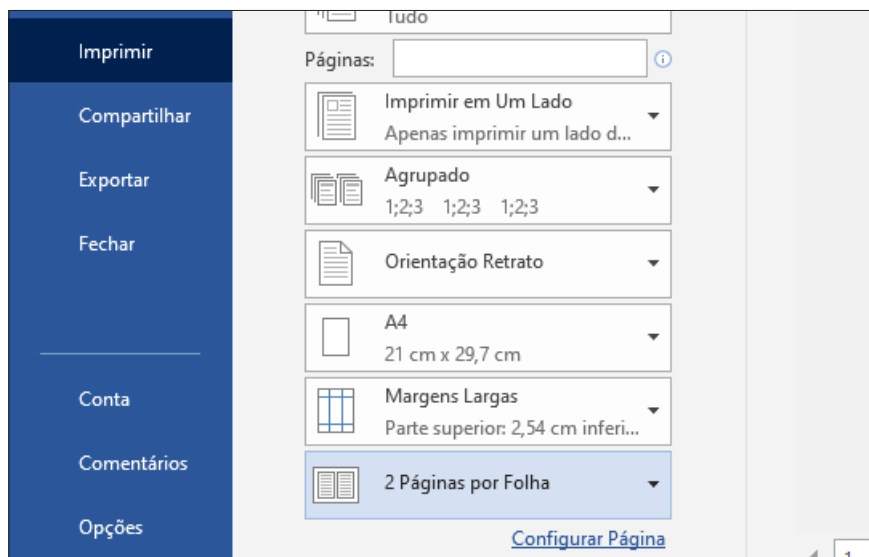 Imprimir
Compartilhar
Exportar
Fechar
Conta
Comentários
Opções
Tudo
Páginas:
Imprimir em Um Lado
Apenas imprimir um lado d...
Agrupado
1;2;3 1;2;3 1;2;3
Orientação Retrato
A4
21 cm x 29,7 cm
Margens Largas
Parte superior: 2,54 cm inferi...
2 Páginas por Folha
Configurar Página
1